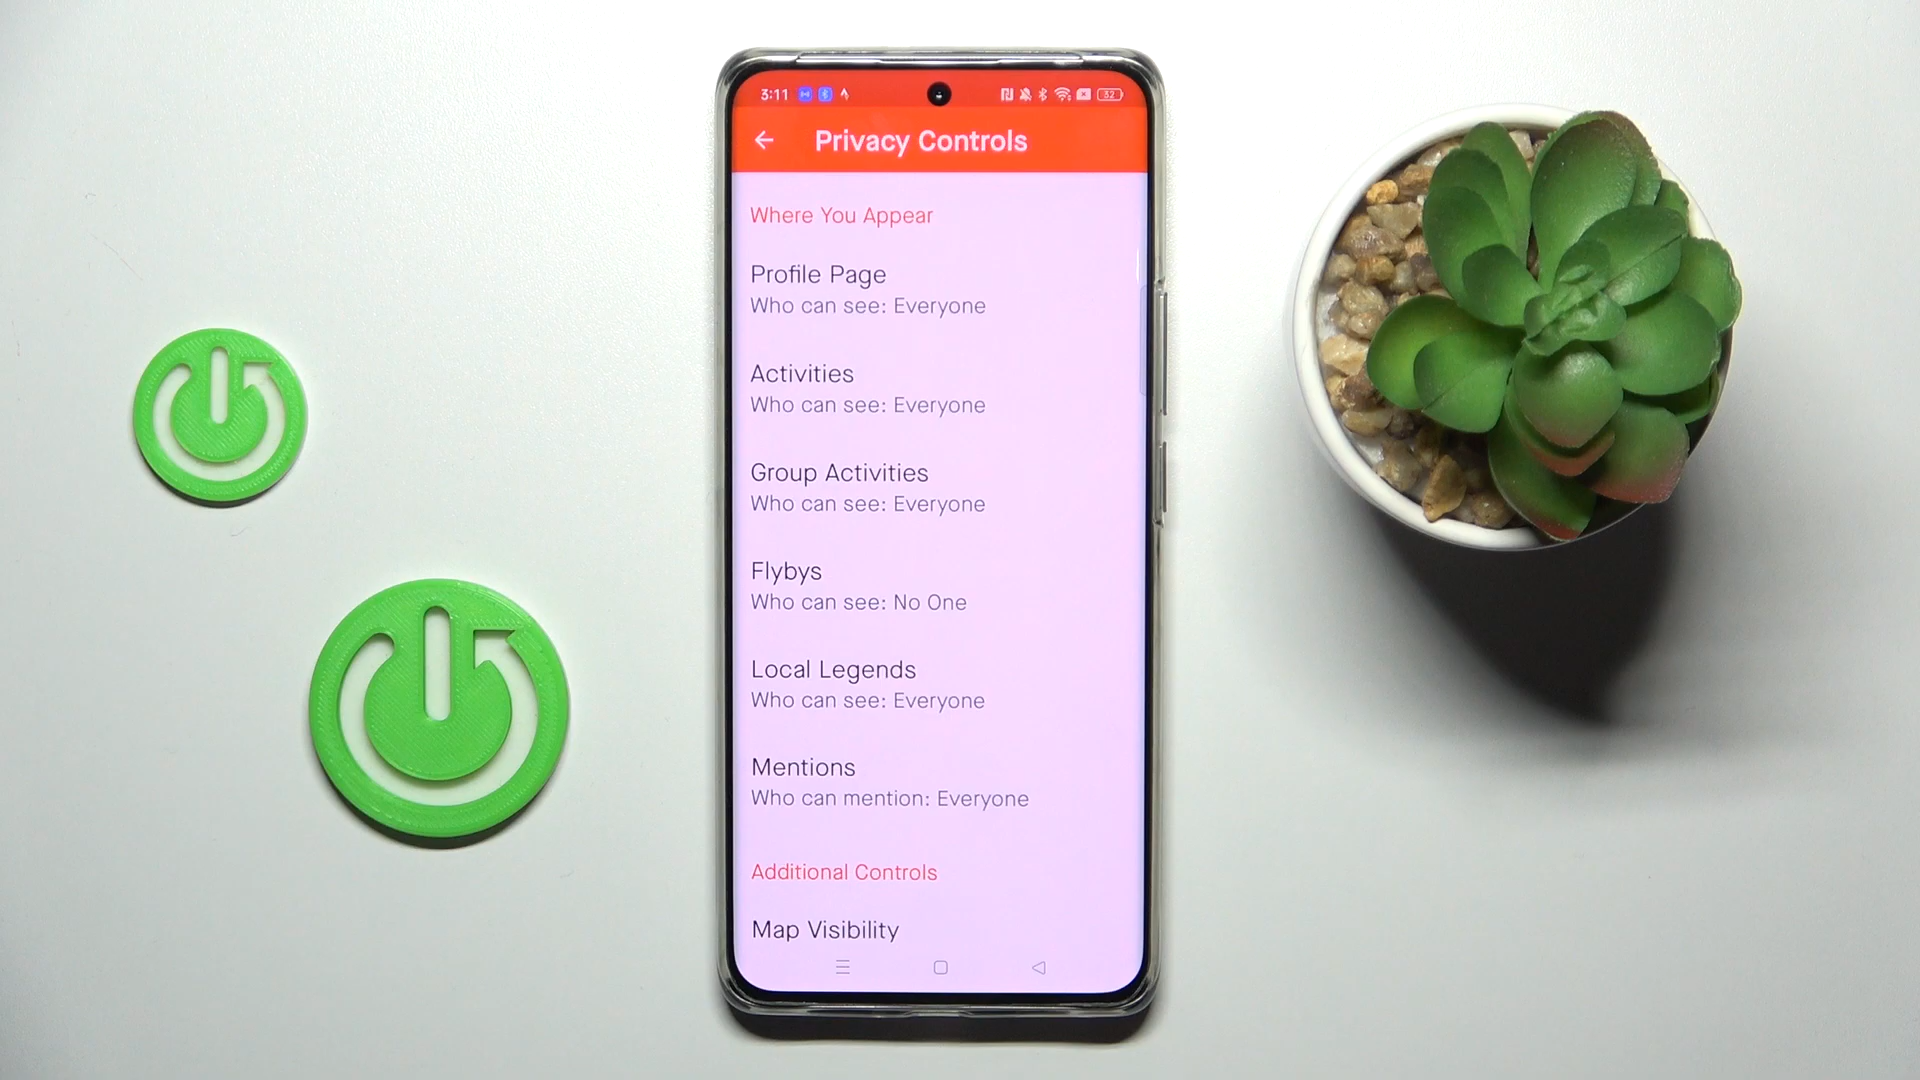 3:11
32
Privacy Controls
Where You Appear
Profile Page
Who can see: Everyone
Activities
Who can see: Everyone
Group Activities
Who can see: Everyone
Flybys
Who can see: No One
Local Legends
Who can see: Everyone
Mentions
Who can mention: Everyone
Additional Controls
Map Visibility